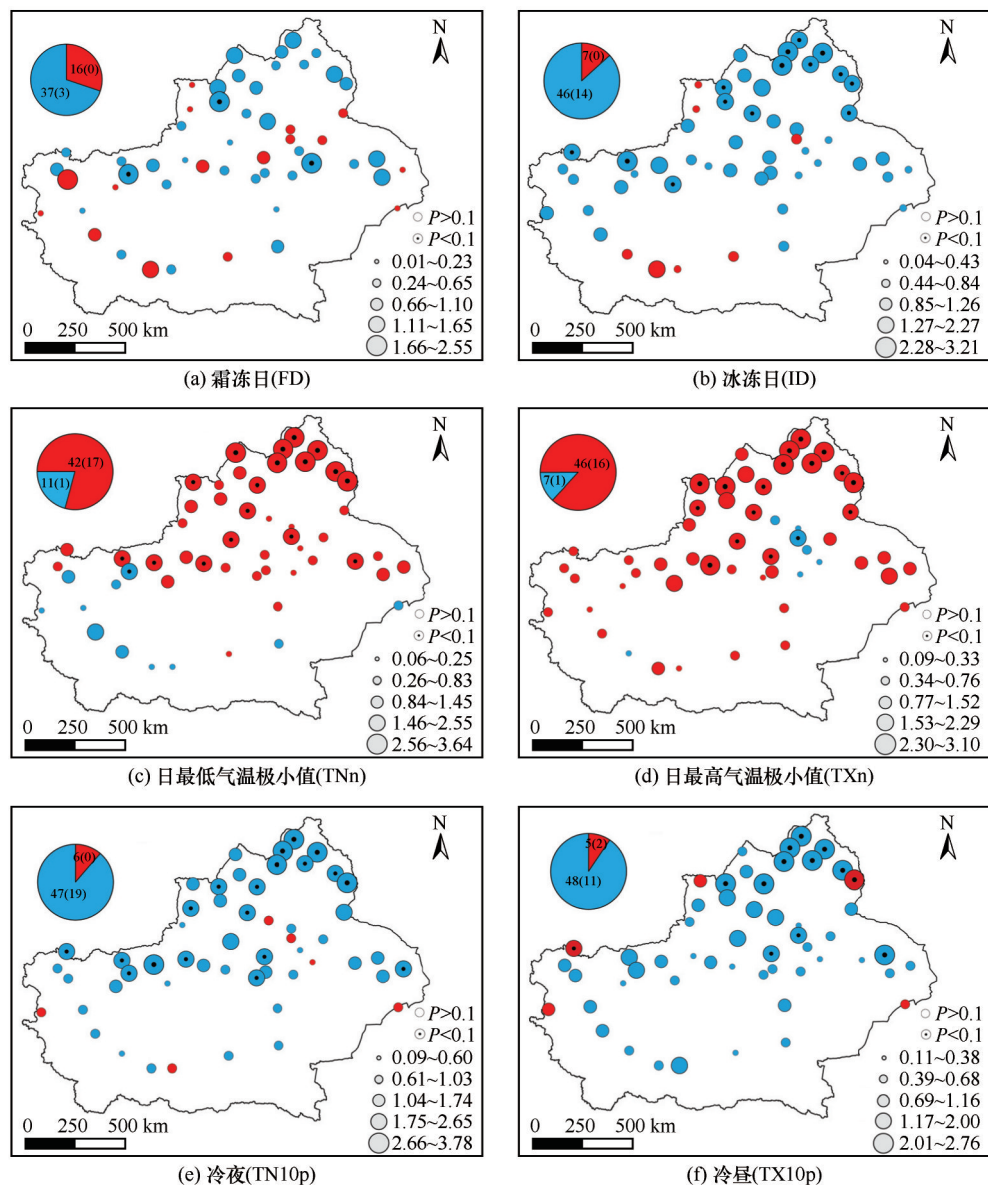 N
16(0)
37(3)
P>0.1
P<0.1
0.01~0.23
0.24~0.65
0.66~1.10
1.11~1.65
1.66~2.55
0 250 500 km
(a) 霜冻日(FD)
N
7(0)
46(14)
P>0.1
P<0.1
0.04~0.43
0.44~0.84
0.85~1.26
1.27~2.27
2.28~3.21
0 250 500 km
(b) 冰冻日(ID)
N
42(17)
11(1)
P>0.1
P<0.1
0.06~0.25
0.26~0.83
0.84~1.45
1.46~2.55
2.56~3.64
0 250 500 km
(c) 日最低气温极小值(TNn)
N
46(16)
7(1)
P>0.1
P<0.1
0.09~0.33
0.34~0.76
0.77~1.52
1.53~2.29
2.30~3.10
0 250 500 km
(d) 日最高气温极小值(TXn)
N
6(0)
47(19)
P>0.1
P<0.1
0.09~0.60
0.61~1.03
1.04~1.74
1.75~2.65
2.66~3.78
0 250 500 km
(e) 冷夜(TN10p)
N
5(2)
48(11)
P>0.1
P<0.1
0.11~0.38
0.39~0.68
0.69~1.16
1.17~2.00
2.01~2.76
0 250 500 km
(f) 冷昼(TX10p)